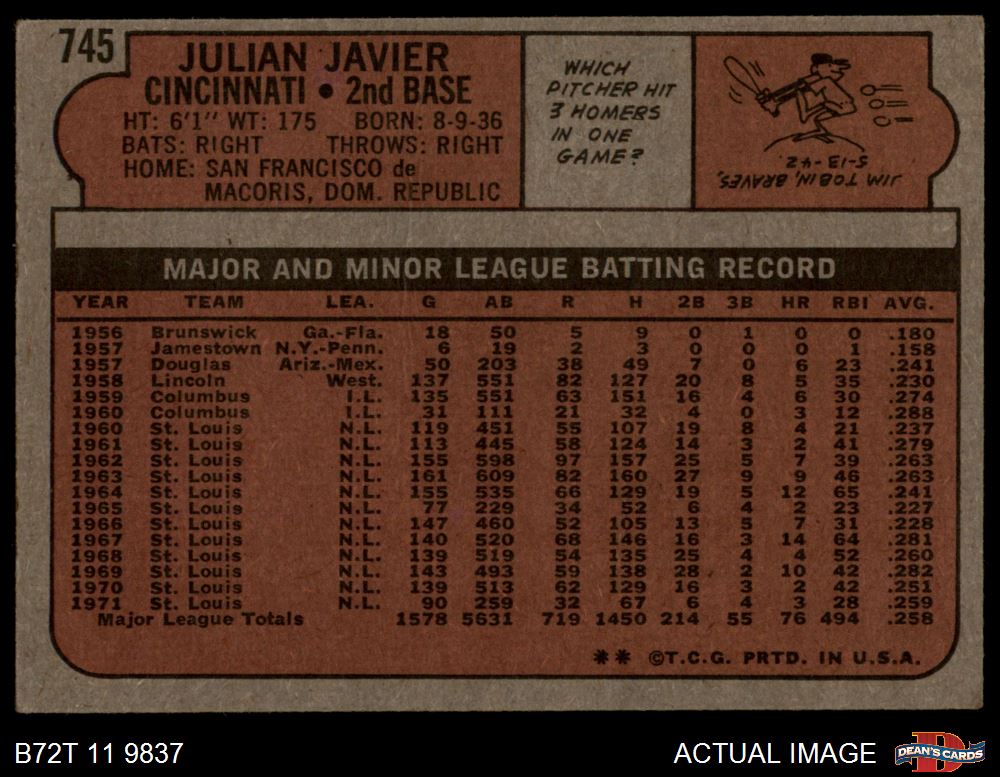 745
JULIAN JAVIER
CINCINNATI • 2nd BASE
HT: 6'1" WT: 175 BORN: 8-9-36
BATS: RIGHT THROWS: RIGHT
HOME: SAN FRANCISCO de
MACORIS, DOM. REPUBLIC
WHICH
PITCHER HIT
3 HOMERS
IN ONE
GAME?
JIM TOBIN, BRAVES,
5-13-42
MAJOR AND MINOR LEAGUE BATTING RECORD
YEAR TEAM LEA. G AB R H 2B 3B HR RBI AVG.
1956 Brunswick Ga.-Fla. 18 50 5 9 0 1 0 0 .180
1957 Jamestown N.Y.-Penn. 6 19 2 3 0 0 0 1 .158
1957 Douglas Ariz.-Mex. 50 203 38 49 7 0 6 23 .241
1958 Lincoln West. 137 551 82 127 20 8 5 35 .230
1959 Columbus I.L. 135 551 63 151 16 4 6 30 .274
1960 Columbus I.L. 31 111 21 32 4 0 3 12 .288
1960 St. Louis N.L. 119 451 55 107 19 8 4 21 .237
1961 St. Louis N.L. 113 445 58 124 14 3 2 41 .279
1962 St. Louis N.L. 155 598 97 157 25 5 7 39 .263
1963 St. Louis N.L. 161 609 82 160 27 9 9 46 .263
1964 St. Louis N.L. 155 535 66 129 19 5 12 65 .241
1965 St. Louis N.L. 77 229 34 52 6 4 2 23 .227
1966 St. Louis N.L. 147 460 52 105 13 5 7 31 .228
1967 St. Louis N.L. 140 520 68 146 16 3 14 64 .281
1968 St. Louis N.L. 139 519 54 135 25 4 4 52 .260
1969 St. Louis N.L. 143 493 59 138 28 2 10 42 .282
1970 St. Louis N.L. 139 513 62 129 16 3 2 42 .251
1971 St. Louis N.L. 90 259 32 67 6 4 3 28 .259
Major League Totals 1578 5631 719 1450 214 55 76 494 .258
** ©T.C.G. PRTD. IN U.S.A.
B72T 11 9837
ACTUAL IMAGE
DEAN'S CARDS